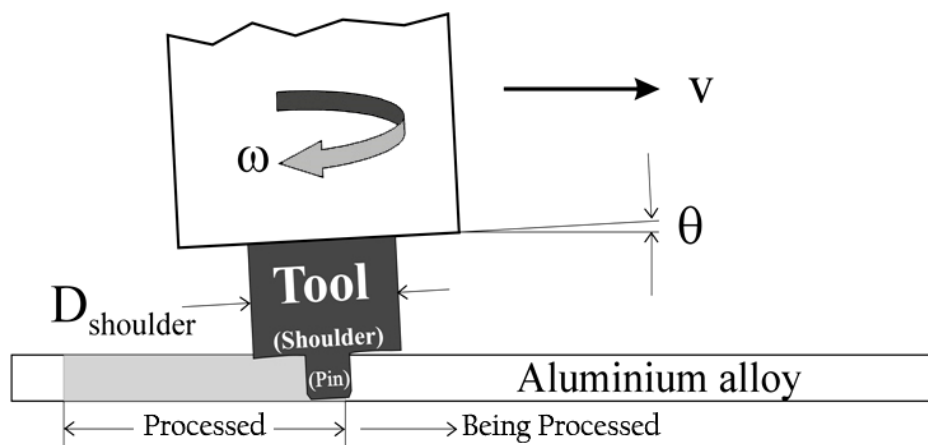 v
ω
θ
Tool
D shoulder
(Shoulder)
(Pin)
Aluminium alloy
Processed
Being Processed